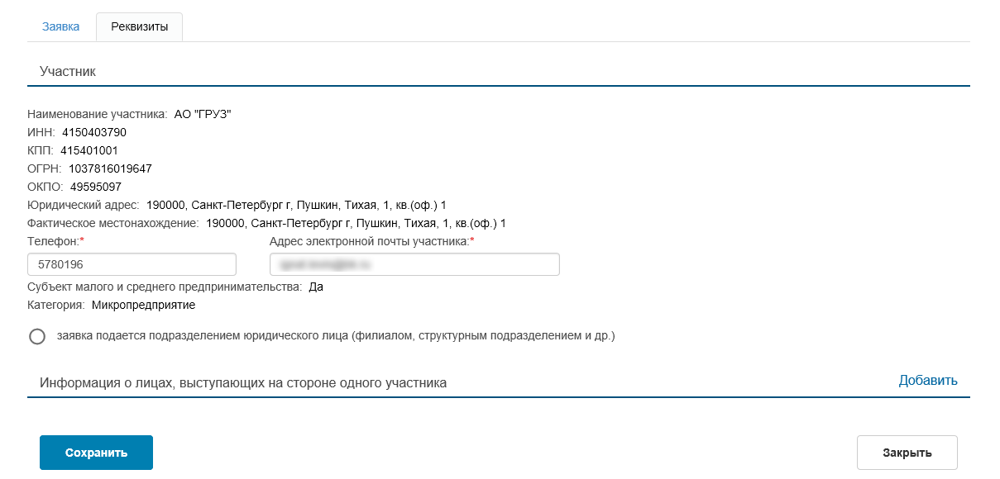 Заявка Реквизиты
Участник
Наименование участника: АО "ГРУЗ"
ИНН: 4150403790
КПП: 415401001
ОГРН: 1037816019647
ОКПО: 49595097
Юридический адрес: 190000, Санкт-Петербург г, Пушкин, Тихая, 1, кв.(оф.) 1
Фактическое местонахождение: 190000, Санкт-Петербург г, Пушкин, Тихая, 1, кв.(оф.) 1
Телефон:* Адрес электронной почты участника:*
5780196
Субъект малого и среднего предпринимательства: Да
Категория: Микропредприятие
заявка подается подразделением юридического лица (филиалом, структурным подразделением и др.)
Информация о лицах, выступающих на стороне одного участника Добавить
Сохранить Закрыть